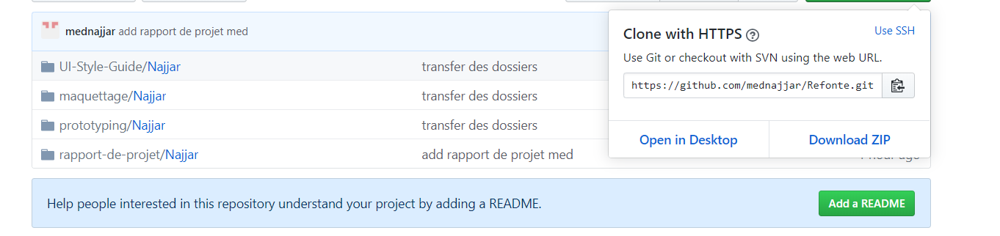 mednajjar add rapport de projet med
UI-Style-Guide/Najjar transfer des dossiers
maquettage/Najjar transfer des dossiers
prototyping/Najjar transfer des dossiers
rapport-de-projet/Najjar add rapport de projet med
Clone with HTTPS ?
Use SSH
Use Git or checkout with SVN using the web URL.
https://github.com/mednajjar/Refonte.git
Open in Desktop Download ZIP
hour ago
Help people interested in this repository understand your project by adding a README.
Add a README